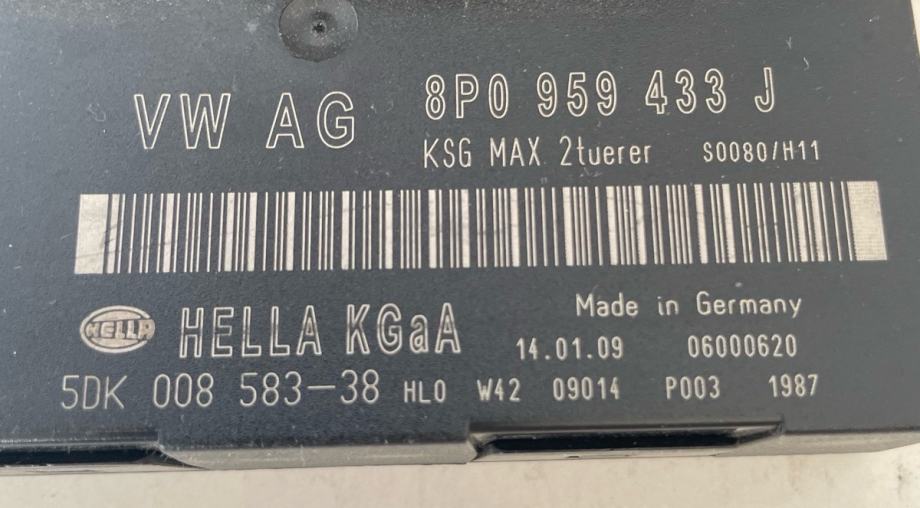 VW AG 8P0 959 433 J
KSG MAX 2tuerer S0080/H11
HELLA HELLA KGaA Made in Germany
14.01.09 06000620
5DK 008 583-38 HL0 W42 09014 P003 1987